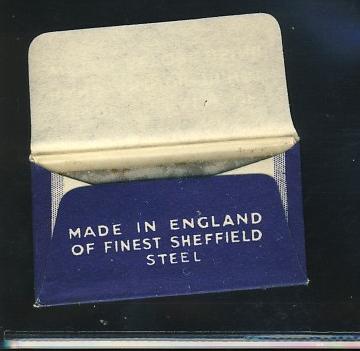 MADE IN ENGLAND
OF FINEST SHEFFIELD
STEEL